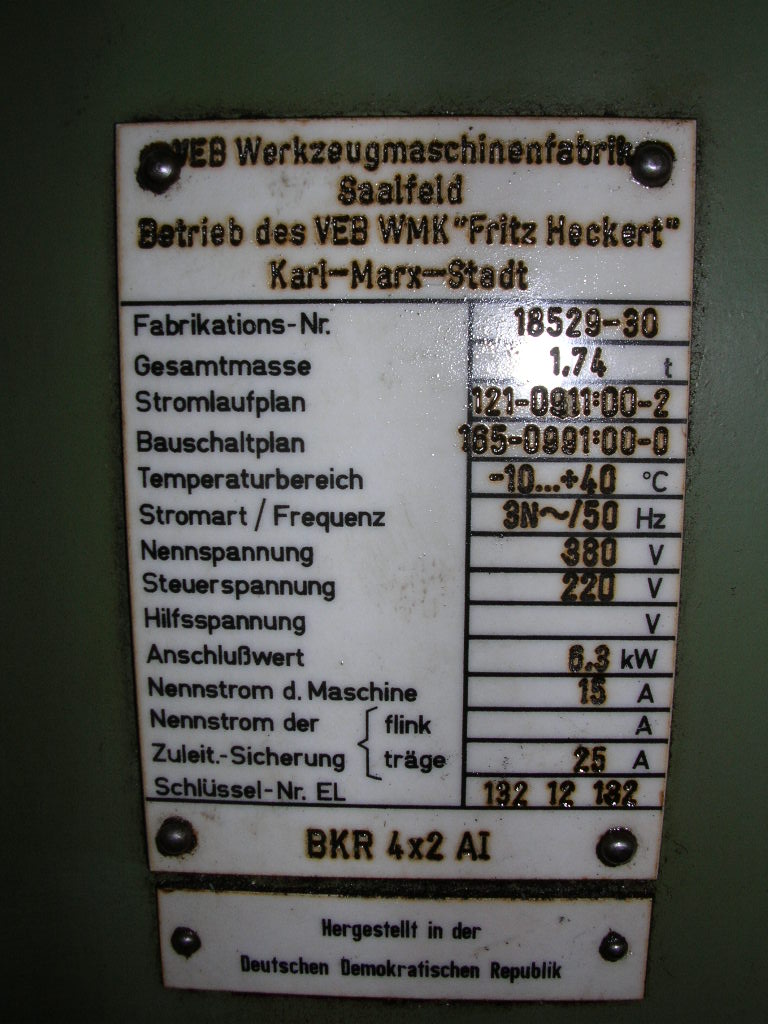 VEB Werkzeugmaschinenfabrik
Saalfeld
Betrieb des VEB WMK "Fritz Heckert"
Karl-Marx-Stadt
Fabrikations-Nr. 18529-30
Gesamtmasse 1.74 t
Stromlaufplan 121-0911:00-2
Bauschaltplan 165-0991:00-0
Temperaturbereich -10...+40 °C
Stromart / Frequenz 3N~/50 Hz
Nennspannung 380 V
Steuerspannung 220 V
Hilfsspannung V
Anschlußwert 6.3 kW
Nennstrom d. Maschine 15 A
Nennstrom der flink A
Zuleit.-Sicherung träge 25 A
Schlüssel-Nr. EL 132 12 132
BKR 4x2 AI
Hergestellt in der
Deutschen Demokratischen Republik